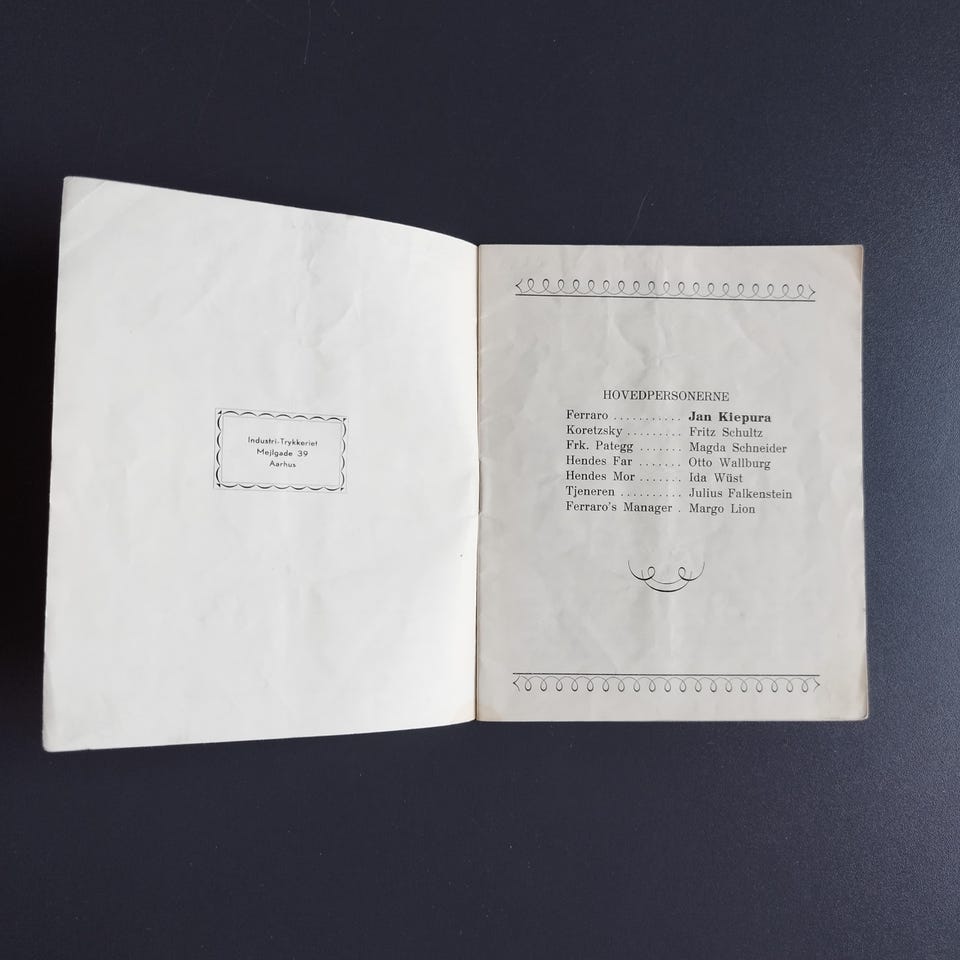 Industri-Trykkeriet
Mejlgade 39
Aarhus
HOVEDPERSONERNE
Ferraro ........... Jan Kiepura
Koretzsky ......... Fritz Schultz
Frk. Pategg ....... Magda Schneider
Hendes Far ....... Otto Wallburg
Hendes Mor ....... Ida Wüst
Tjeneren .......... Julius Falkenstein
Ferraro's Manager . Margo Lion